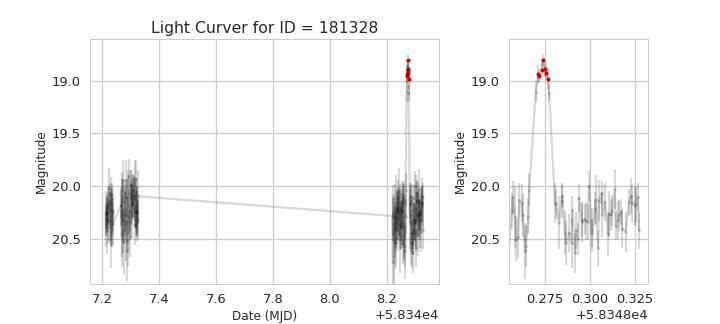 Light Curver for ID = 181328
Magnitude
19.0
19.5
20.0
20.5
7.2 7.4 7.6 7.8 8.0 8.2
Date (MJD)
+5.834e4
Magnitude
19.0
19.5
20.0
20.5
0.275 0.300 0.325
+5.8348e4